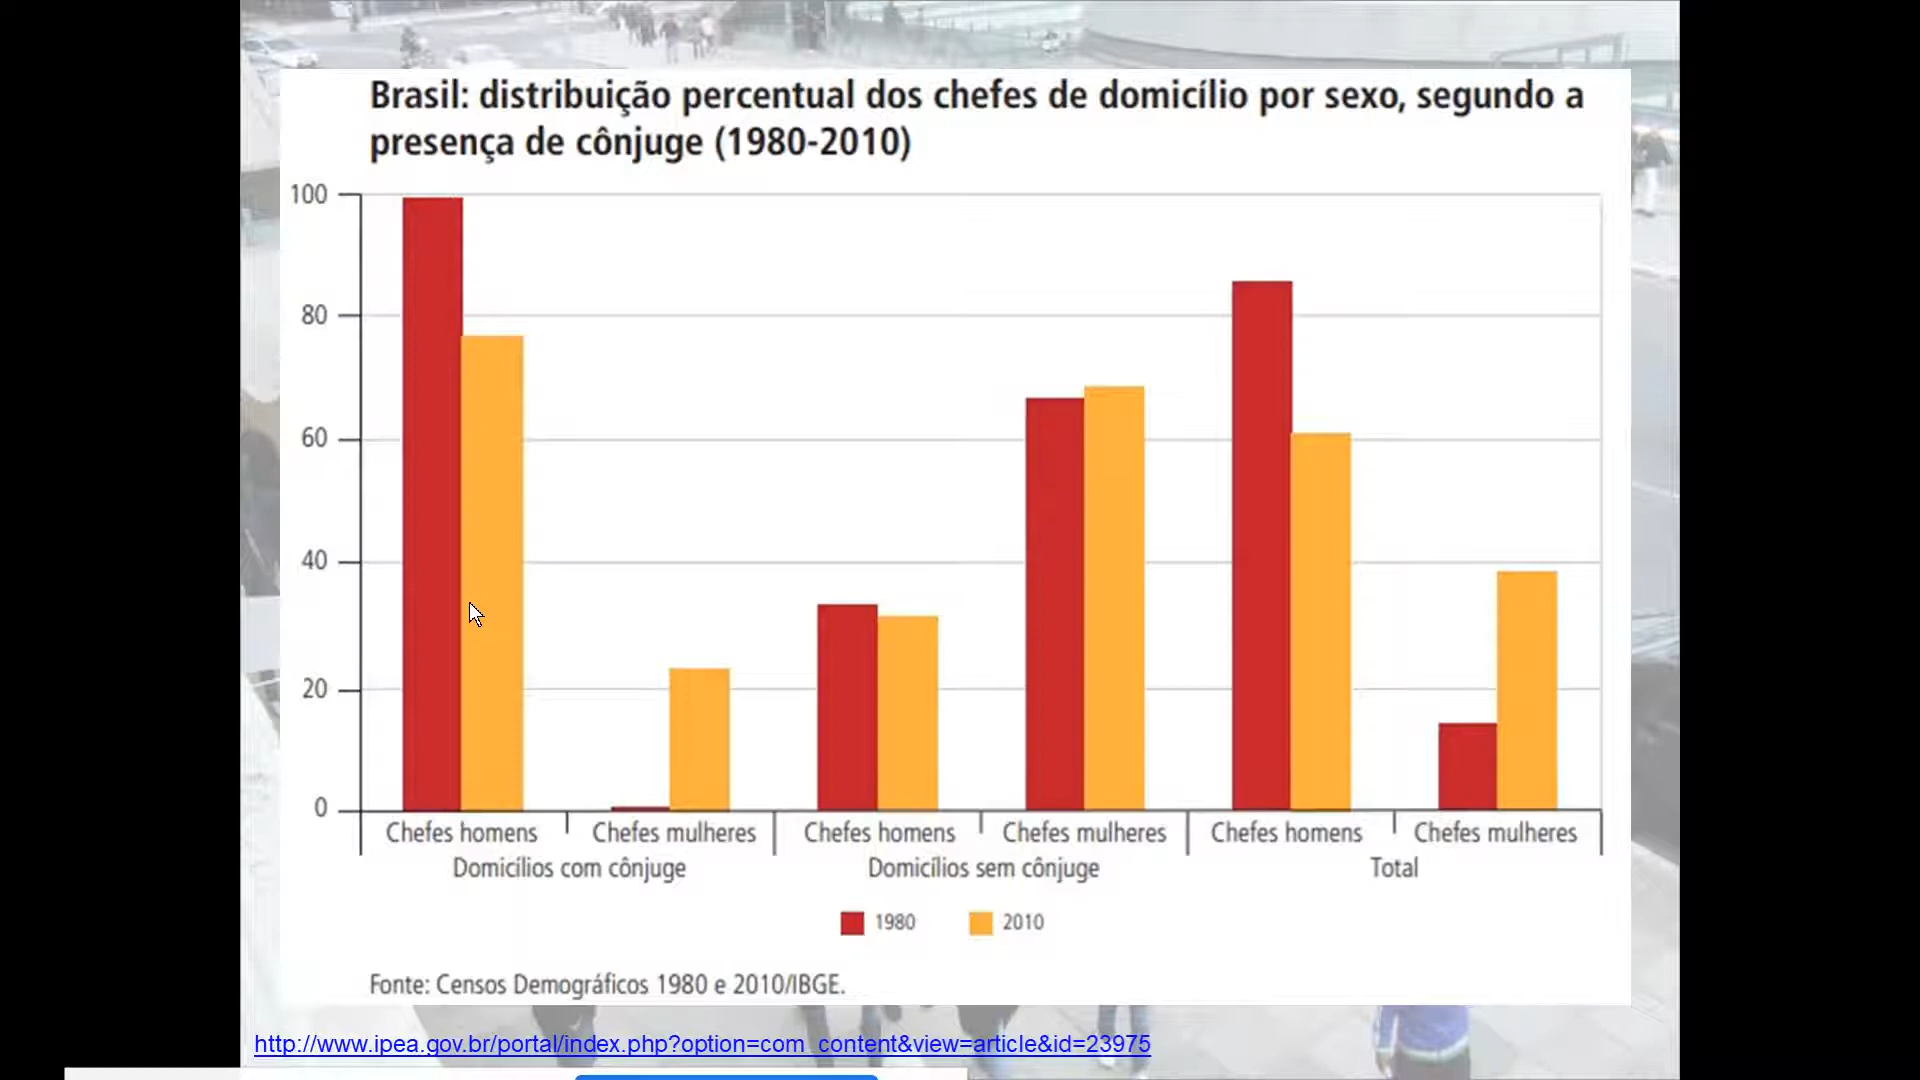 Brasil: distribuição percentual dos chefes de domicílio por sexo, segundo a
presença de cônjuge (1980-2010)
100
80
60
40
20
0
Chefes homens Chefes mulheres Chefes homens Chefes mulheres Chefes homens Chefes mulheres
Domicílios com cônjuge Domicílios sem cônjuge Total
1980 2010
Fonte: Censos Demográficos 1980 e 2010/IBGE.
http://www.ipea.gov.br/portal/index.php?option=com_content&view=article&id=23975